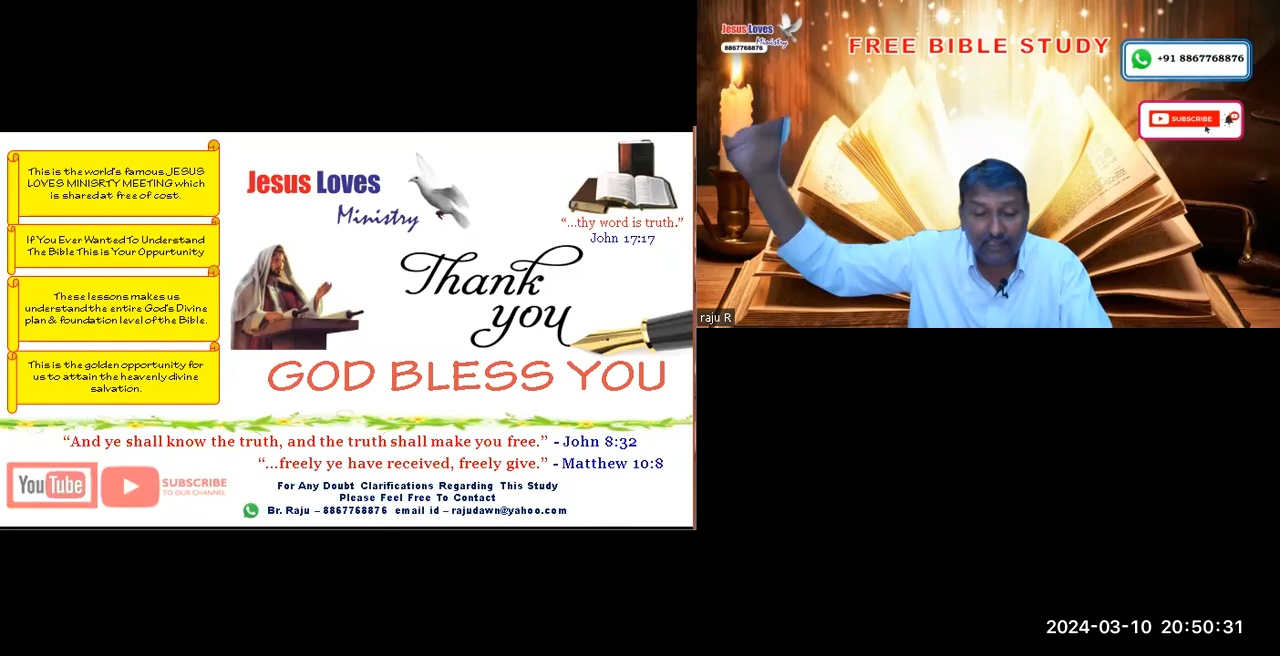 This is the world's famous JESUS
LOVES MINISRTY MEETING which
is shared at free of cost.
If You Ever Wanted To Understand
The Bible This is Your Oppurtunity
These lessons makes us
understand the entire God's Divine
plan & foundation level of the Bible.
This is the golden opportunity for
us to attain the heavenly divine
salvation.
Jesus Loves
Ministry
"...thy word is truth."
John 17:17
Thank
you
GOD BLESS YOU
"And ye shall know the truth, and the truth shall make you free." - John 8:32
"...freely ye have received, freely give." - Matthew 10:8
YouTube
SUBSCRIBE
TO OUR CHANNEL
For Any Doubt Clarifications Regarding This Study
Please Feel Free To Contact
Br. Raju – 8867768876 email id – rajudawn@yahoo.com
Jesus Loves
Ministry
8867768876
FREE BIBLE STUDY
+91 8867768876
SUBSCRIBE
raju R
2024-03-10 20:50:31